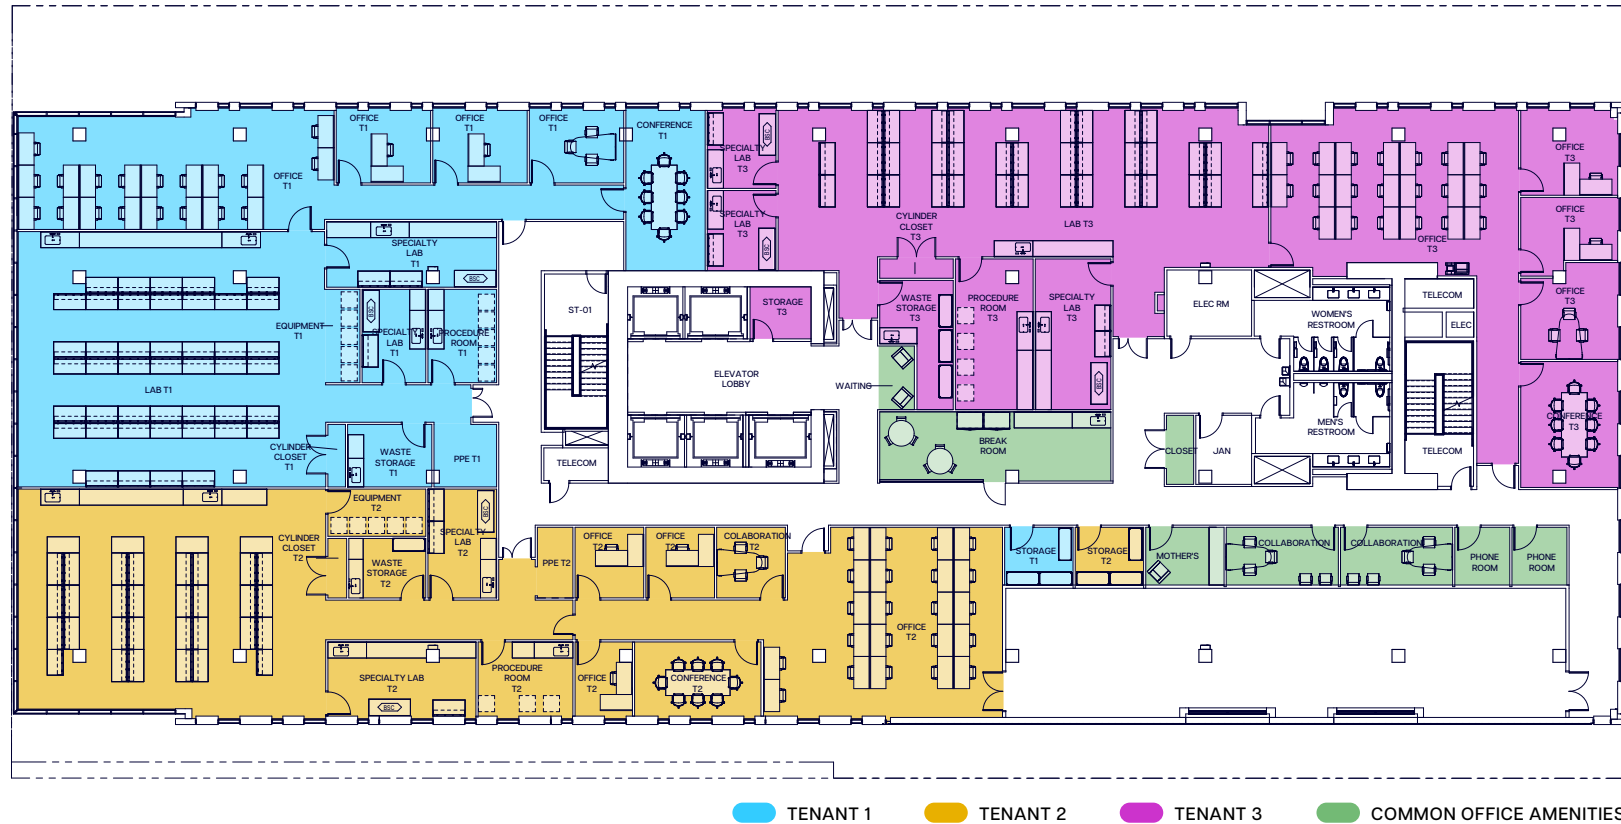 OFFICE
T1
OFFICE
T1
OFFICE
T1
CONFERENCE
T1
OFFICE
T1
SPECIALTY
LAB
T3
SPECIALTY
LAB
T3
CYLINDER
CLOSET
T3
LAB T3
OFFICE
T3
OFFICE
T3
OFFICE
T3
OFFICE
T3
SPECIALTY
LAB
T1
BSC
BSC
BSC
BSC
EQUIPMENT
T1
SPECIALTY
LAB
T1
PROCEDURE
ROOM
T1
LAB T1
ST-01
STORAGE
T3
WASTE
STORAGE
T3
PROCEDURE
ROOM
T3
SPECIALTY
LAB
T3
BSC
ELEC RM
WOMEN'S
RESTROOM
TELECOM
ELEC
ELEVATOR
LOBBY
WAITING
CONFERENCE
T3
MEN'S
RESTROOM
TELECOM
CYLINDER
CLOSET
T1
WASTE
STORAGE
T1
PPE T1
TELECOM
BREAK
ROOM
CLOSET
JAN
EQUIPMENT
T2
SPECIALTY
LAB
T2
BSC
CYLINDER
CLOSET
T2
WASTE
STORAGE
T2
PPE T2
OFFICE
T2
OFFICE
T2
COLABORATION
T2
STORAGE
T1
STORAGE
T2
MOTHER'S
COLLABORATION
COLLABORATION
PHONE
ROOM
PHONE
ROOM
OFFICE
T2
SPECIALTY LAB
T2
BSC
PROCEDURE
ROOM
T2
OFFICE
T2
CONFERENCE
T2
TENANT 1
TENANT 2
TENANT 3
COMMON OFFICE AMENITIES